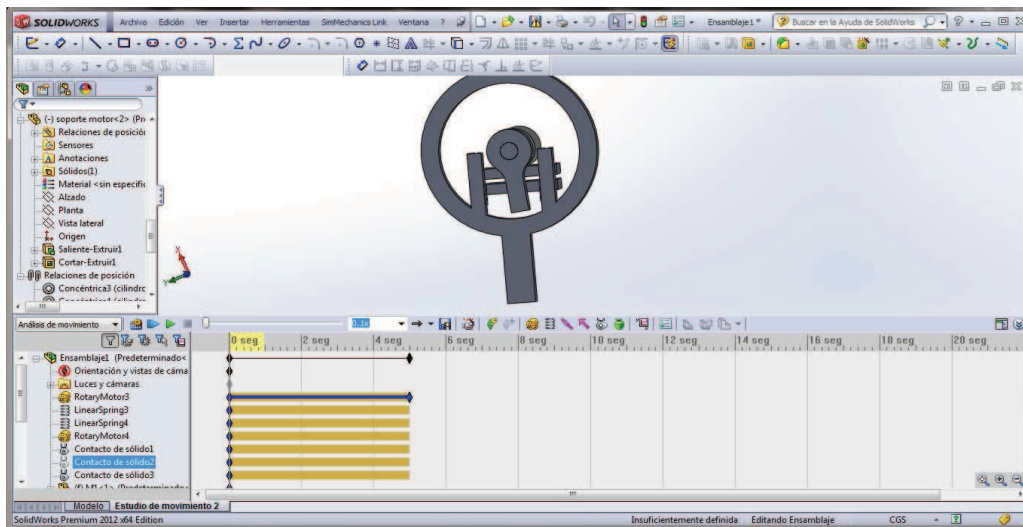 SOLIDWORKS Archivo Edición Ver Insertar Herramientas SimMechanics Link Ventana ? Ensamblaje1 * Buscar en la Ayuda de SolidWorks
(-) soporte motor<2> (Pr
Relaciones de posición
Sensores
Anotaciones
Sólidos(1)
Material <sin especific
Alzado
Planta
Vista lateral
Origen
Saliente-Extruir1
Cortar-Extruir1
Relaciones de posición
Concéntrica3 (cilindro
Análisis de movimiento 0.1x
0 seg 2 seg 4 seg 6 seg 8 seg 10 seg 12 seg 14 seg 16 seg 18 seg 20 seg
Ensamblaje1 (Predeterminado<
Orientación y vistas de cáma
Luces y cámaras
RotaryMotor3
LinearSpring3
LinearSpring4
RotaryMotor4
Contacto de sólido1
Contacto de sólido2
Contacto de sólido3
Modelo Estudio de movimiento 2
SolidWorks Premium 2012 x64 Edition Insuficientemente definida Editando Ensamblaje CGS